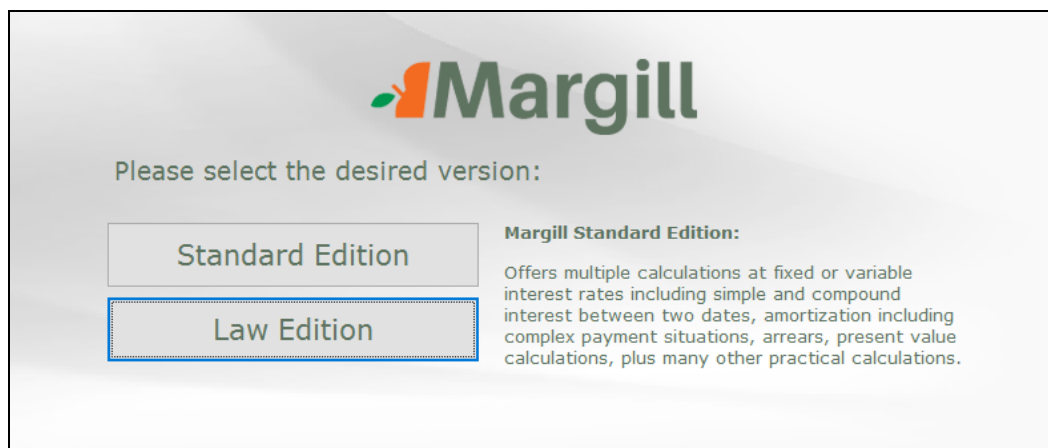 Margill
Please select the desired version:
Standard Edition
Law Edition
Margill Standard Edition:
Offers multiple calculations at fixed or variable
interest rates including simple and compound
interest between two dates, amortization including
complex payment situations, arrears, present value
calculations, plus many other practical calculations.